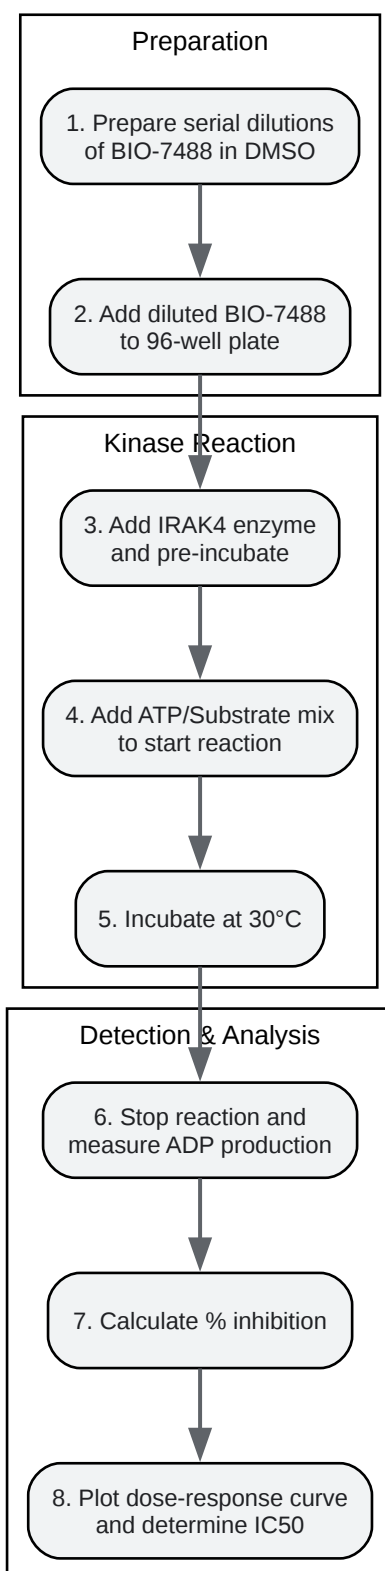 Preparation
1. Prepare serial dilutions
of BIO-7488 in DMSO
2. Add diluted BIO-7488
to 96-well plate
Kinase Reaction
3. Add IRAK4 enzyme
and pre-incubate
4. Add ATP/Substrate mix
to start reaction
5. Incubate at 30°C
Detection & Analysis
6. Stop reaction and
measure ADP production
7. Calculate % inhibition
8. Plot dose-response curve
and determine IC50